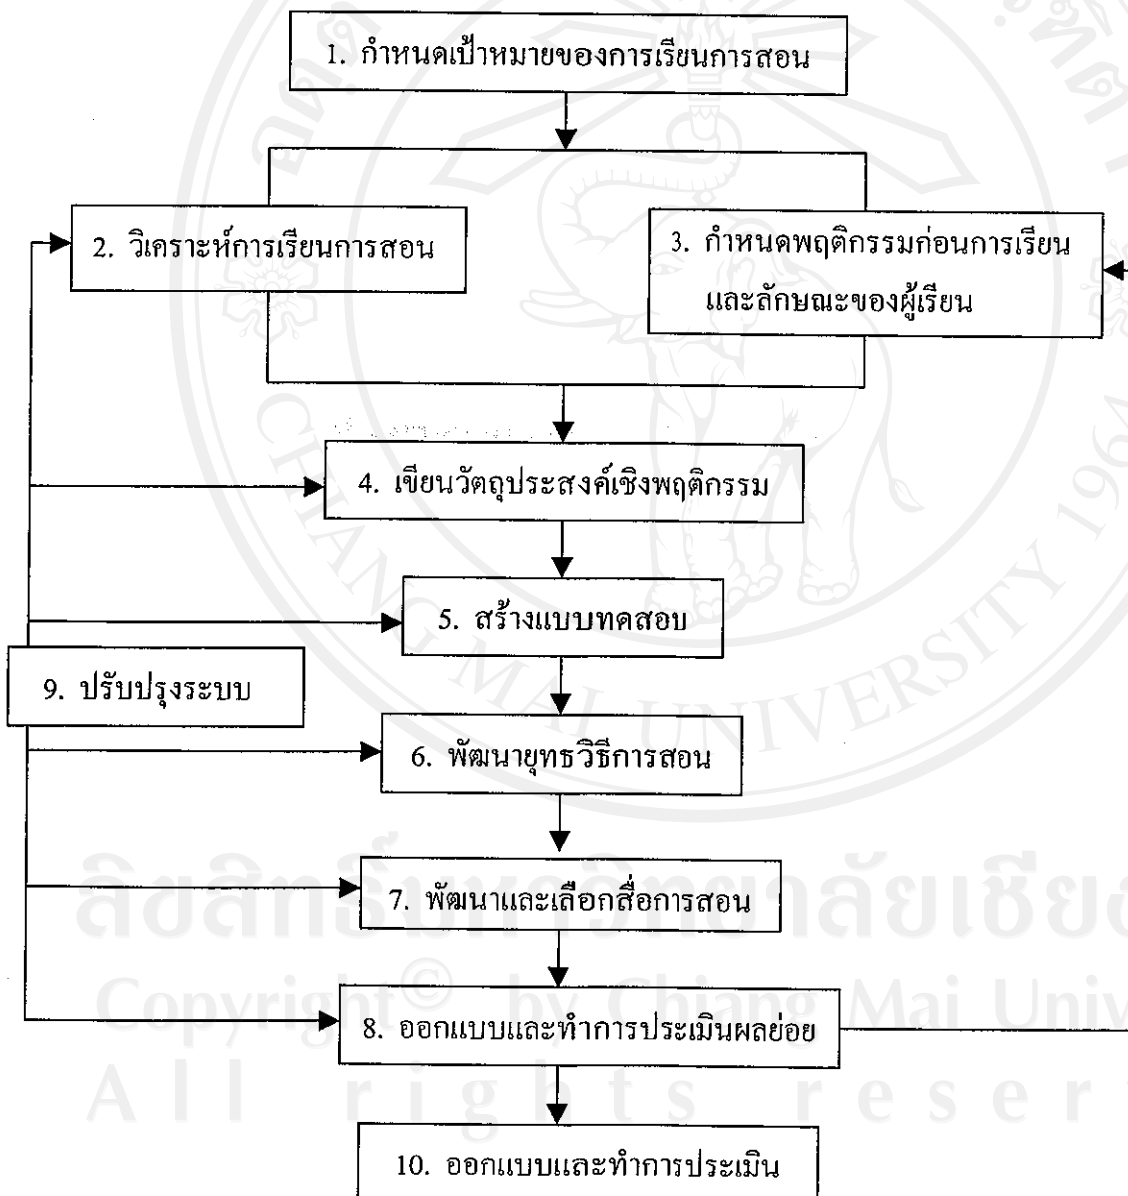 1. กำหนดเป้าหมายของการเรียนการสอน
2. วิเคราะห์การเรียนการสอน
3. กำหนดพฤติกรรมก่อนการเรียน
และลักษณะของผู้เรียน
4. เขียนวัตถุประสงค์เชิงพฤติกรรม
5. สร้างแบบทดสอบ
9. ปรับปรุงระบบ
6. พัฒนายุทธวิธีการสอน
7. พัฒนาและเลือกสื่อการสอน
8. ออกแบบและทำการประเมินผลย่อย
10. ออกแบบและทำการประเมิน
CHIANG MAI UNIVERSITY 1964
ลิขสิทธิ์มหาวิทยาลัยเชียง
Copyright © by Chiang Mai Univ
All rights reser